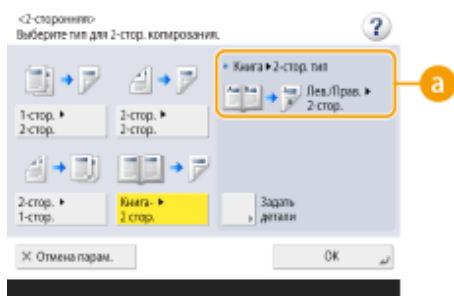 <2-сторонняя>
Выберите тип для 2-стор. копирования.
?
Книга ▸ 2-стор. тип
Лев./Прав. ▸
2-стор.
a
1-стор. ▸
2-стор.
2-стор. ▸
2-стор.
2-стор. ▸
1-стор.
Книга- ▸
2 стор.
Задать
детали
× Отмена парам.
OK